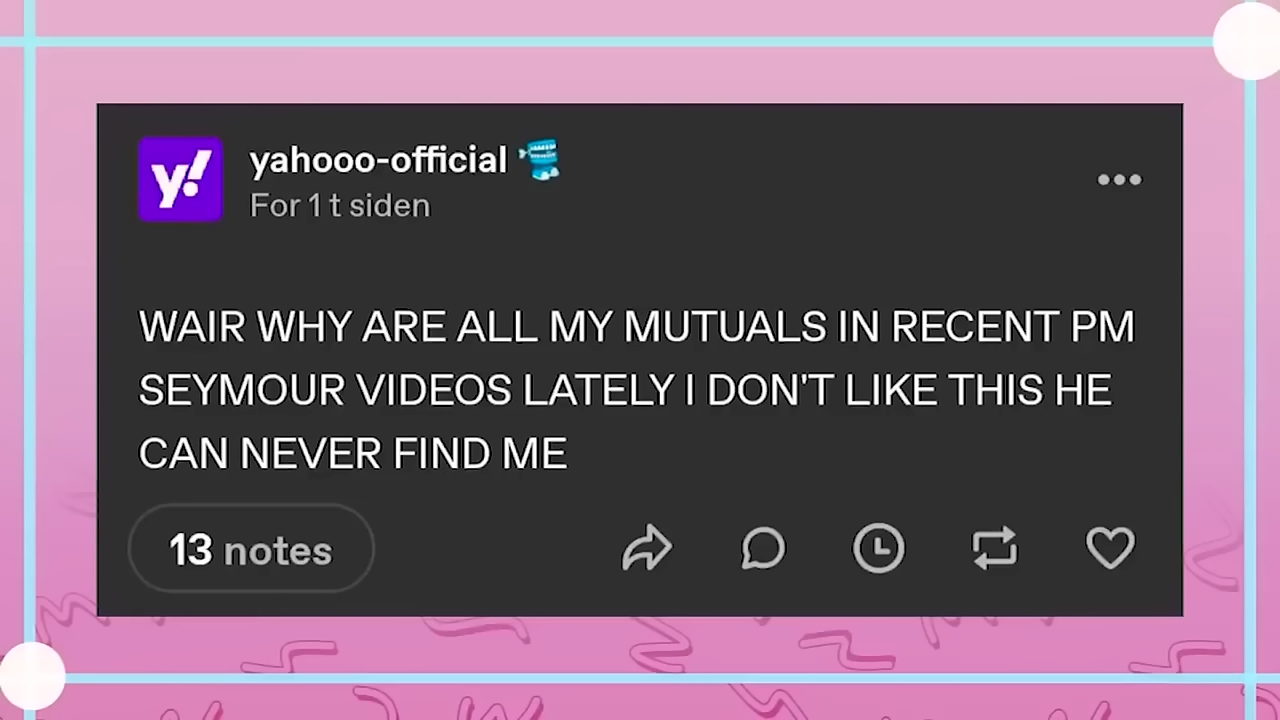 y!
yahooo-official
For 1 t siden
WAIR WHY ARE ALL MY MUTUALS IN RECENT PM
SEYMOUR VIDEOS LATELY I DON'T LIKE THIS HE
CAN NEVER FIND ME
13 notes